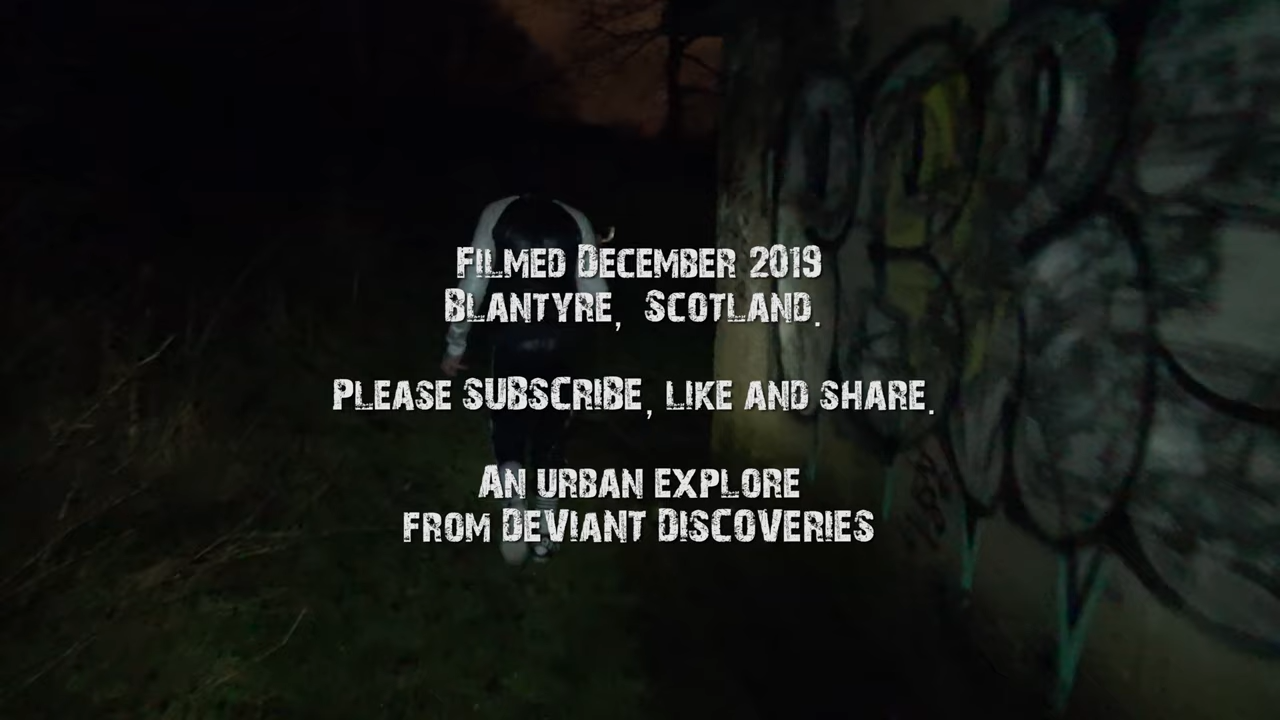 Filmed December 2019
Blantyre, Scotland.
Please SUBSCRIBE, like and share.
An urban explore
from DEVIANT DISCOVERIES